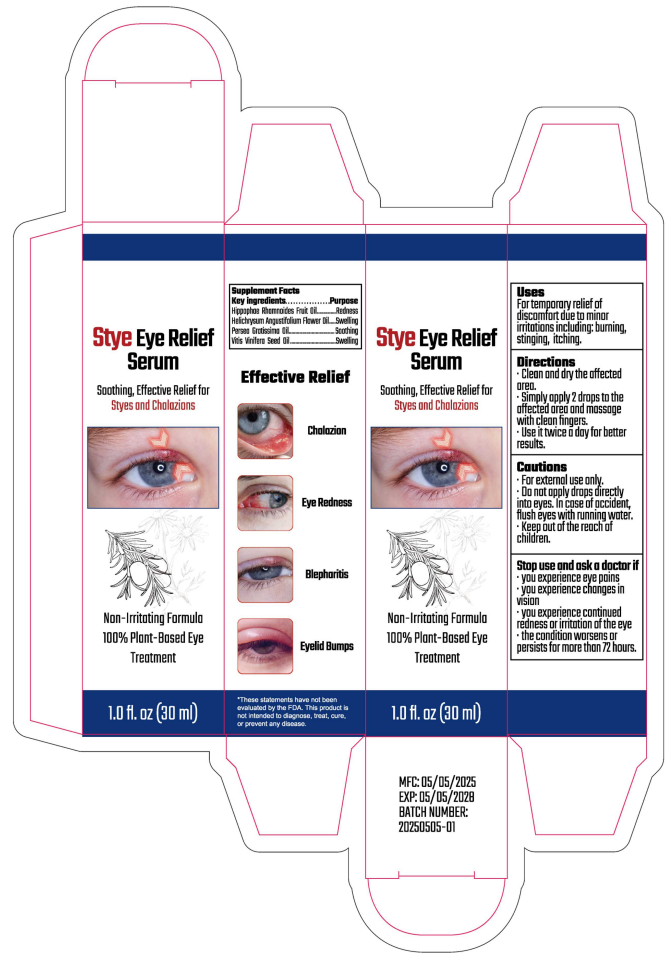 Stye Eye Relief
Serum
Soothing, Effective Relief for
Styes and Chalazions
Non-Irritating Formula
100% Plant-Based Eye
Treatment
1.0 fl. oz (30 ml)
Supplement Facts
Key ingredients................Purpose
Hippophae Rhamnoides Fruit Oil..........Redness
Helichrysum Angustifolium Flower Oil....Swelling
Persea Gratissima Oil..........................Soothing
Vitis Vinifera Seed Oil..........................Swelling
Effective Relief
Chalazion
Eye Redness
Blepharitis
Eyelid Bumps
*These statements have not been
evaluated by the FDA. This product is
not intended to diagnose, treat, cure,
or prevent any disease.
Stye Eye Relief
Serum
Soothing, Effective Relief for
Styes and Chalazions
Non-Irritating Formula
100% Plant-Based Eye
Treatment
1.0 fl. oz (30 ml)
Uses
For temporary relief of
discomfort due to minor
irritations including: burning,
stinging, itching.
Directions
· Clean and dry the affected
area.
· Simply apply 2 drops to the
affected area and massage
with clean fingers.
· Use it twice a day for better
results.
Cautions
· For external use only.
· Do not apply drops directly
into eyes. In case of accident,
flush eyes with running water.
· Keep out of the reach of
children.
Stop use and ask a doctor if
· you experience eye pains
· you experience changes in
vision
· you experience continued
redness or irritation of the eye
· the condition worsens or
persists for more than 72 hours.
MFC: 05/05/2025
EXP: 05/05/2028
BATCH NUMBER:
20250505-01